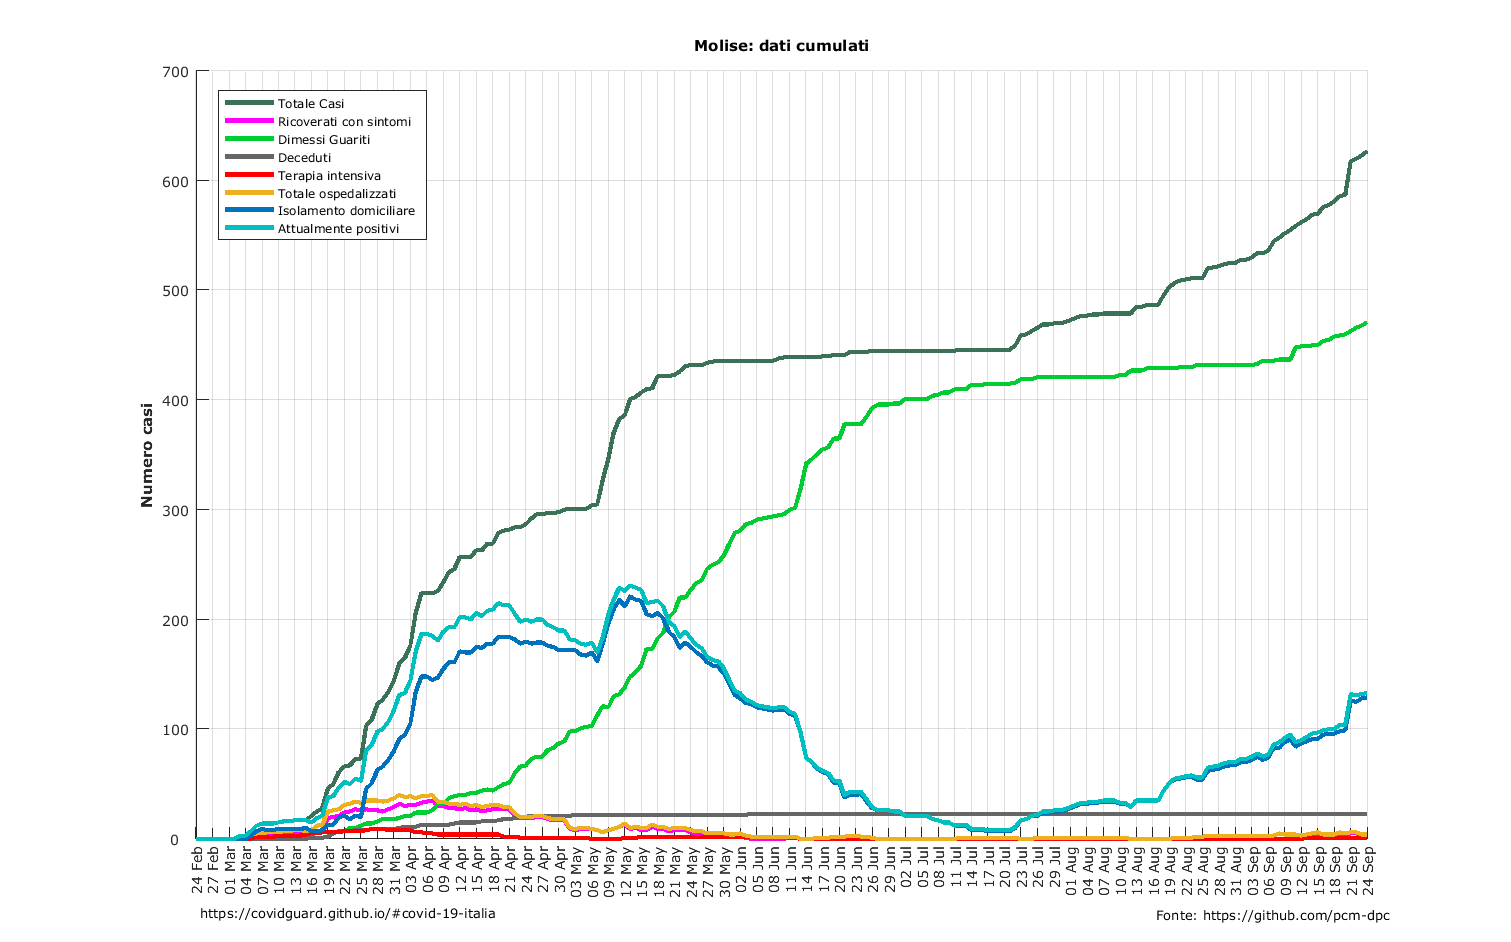 Molise: dati cumulati
700
600
500
400
300
200
100
0
Numero casi
Totale Casi
Ricoverati con sintomi
Dimessi Guariti
Deceduti
Terapia intensiva
Totale ospedalizzati
Isolamento domiciliare
Attualmente positivi
24 Feb
27 Feb
01 Mar
04 Mar
07 Mar
10 Mar
13 Mar
16 Mar
19 Mar
22 Mar
25 Mar
28 Mar
31 Mar
03 Apr
06 Apr
09 Apr
12 Apr
15 Apr
18 Apr
21 Apr
24 Apr
27 Apr
30 Apr
03 May
06 May
09 May
12 May
15 May
18 May
21 May
24 May
27 May
30 May
02 Jun
05 Jun
08 Jun
11 Jun
14 Jun
17 Jun
20 Jun
23 Jun
26 Jun
29 Jun
02 Jul
05 Jul
08 Jul
11 Jul
14 Jul
17 Jul
20 Jul
23 Jul
26 Jul
29 Jul
01 Aug
04 Aug
07 Aug
10 Aug
13 Aug
16 Aug
19 Aug
22 Aug
25 Aug
28 Aug
31 Aug
03 Sep
06 Sep
09 Sep
12 Sep
15 Sep
18 Sep
21 Sep
24 Sep
https://covidguard.github.io/#covid-19-italia
Fonte: https://github.com/pcm-dpc